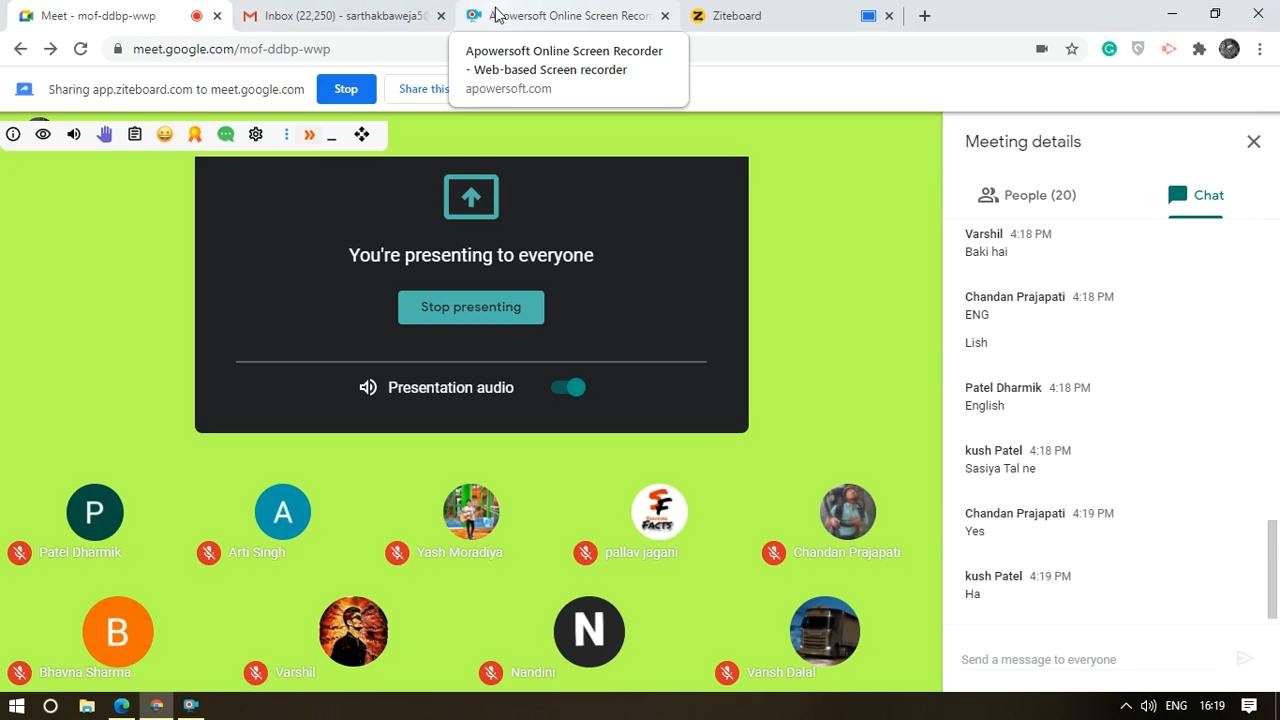 Meet - mof-ddbp-wwp
Inbox (22,250) - sarthakbaweja5
Apowersoft Online Screen Recor
Ziteboard
meet.google.com/mof-ddbp-wwp
Apowersoft Online Screen Recorder
- Web-based Screen recorder
apowersoft.com
Sharing app.ziteboard.com to meet.google.com
Stop
Share this
Meeting details
People (20)
Chat
You're presenting to everyone
Stop presenting
Presentation audio
Varshil 4:18 PM
Baki hai
Chandan Prajapati 4:18 PM
ENG
Lish
Patel Dharmik 4:18 PM
English
kush Patel 4:18 PM
Sasiya Tal ne
Chandan Prajapati 4:19 PM
Yes
kush Patel 4:19 PM
Ha
Send a message to everyone
P
A
FACTS
Patel Dharmik
Arti Singh
Yash Moradiya
pallav jagani
Chandan Prajapati
B
N
Bhavna Sharma
Varshil
Nandini
Vansh Dalal
ENG
16:19